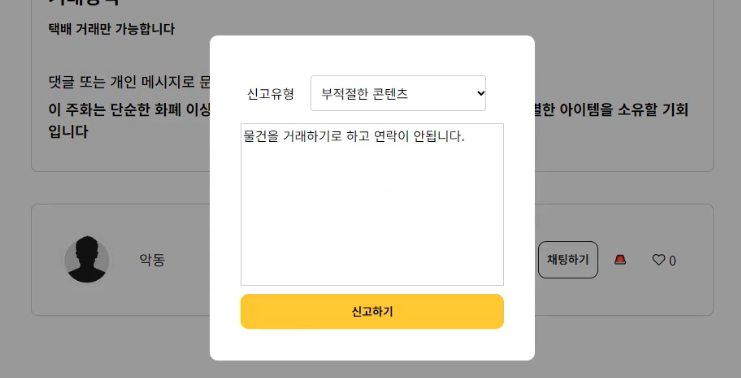 택배 거래만 가능합니다
댓글 또는 개인 메시지로 문
이 주화는 단순한 화폐 이상
별한 아이템을 소유할 기회
입니다
신고유형
부적절한 콘텐츠
물건을 거래하기로 하고 연락이 안됩니다.
신고하기
악동
채팅하기
0